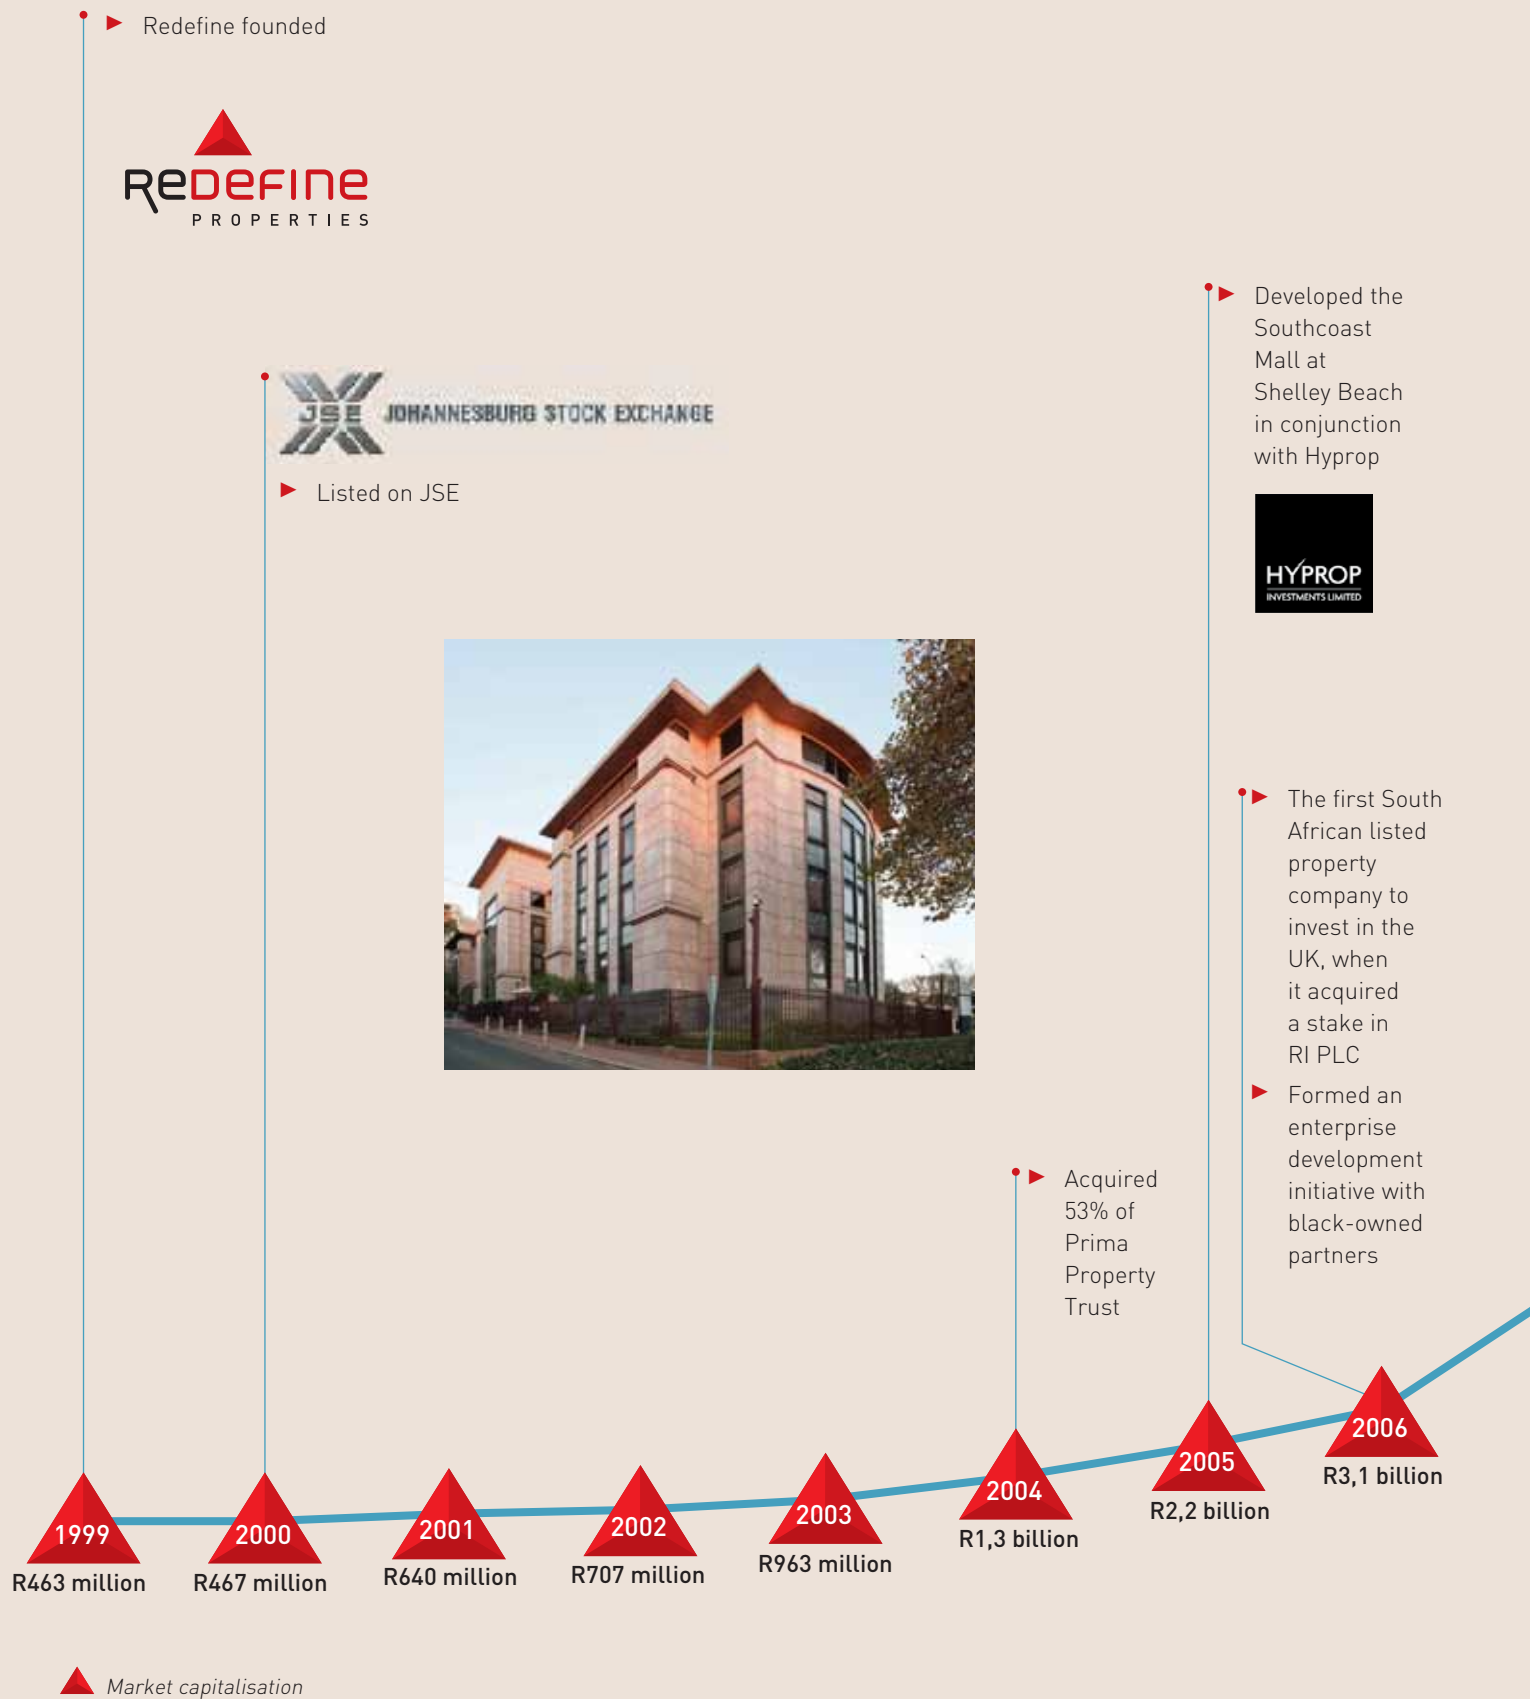 Redefine founded
REDEFINE
PROPERTIES
JSE JOHANNESBURG STOCK EXCHANGE
Listed on JSE
Developed the
Southcoast
Mall at
Shelley Beach
in conjunction
with Hyprop
HYPROP
INVESTMENTS LIMITED
The first South
African listed
property
company to
invest in the
UK, when
it acquired
a stake in
RI PLC
Formed an
enterprise
development
initiative with
black-owned
partners
Acquired
53% of
Prima
Property
Trust
1999
R463 million
2000
R467 million
2001
R640 million
2002
R707 million
2003
R963 million
2004
R1,3 billion
2005
R2,2 billion
2006
R3,1 billion
Market capitalisation